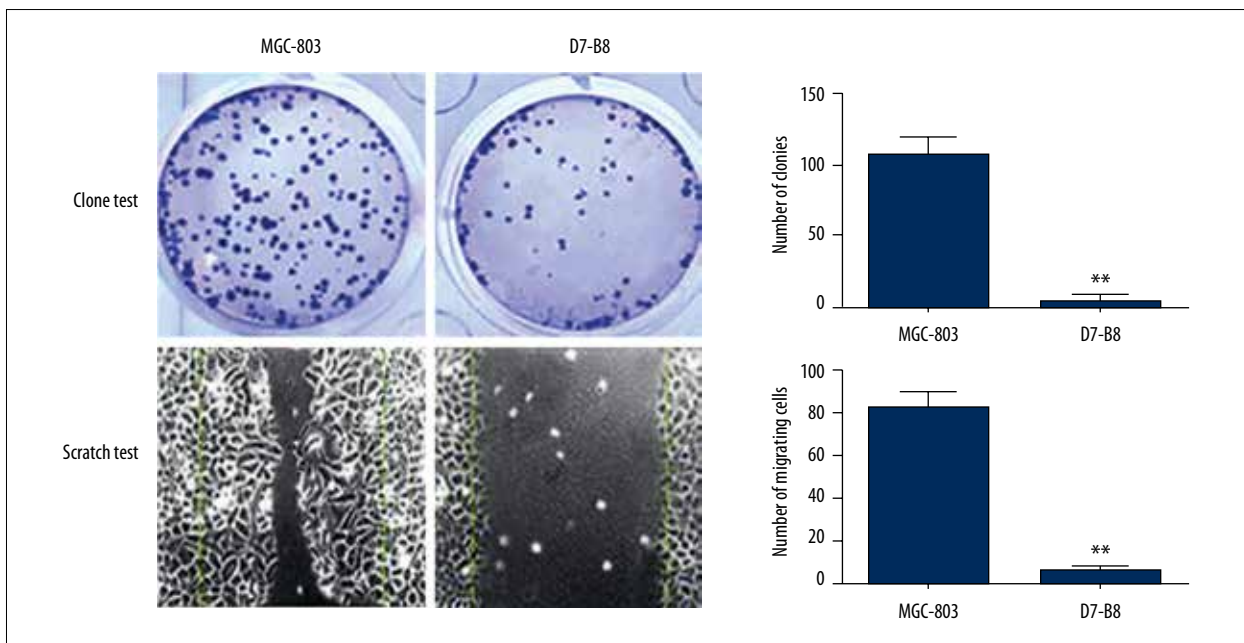 MGC-803
D7-B8
Clone test
Scratch test
Number of clonies
150
100
50
0
**
MGC-803
D7-B8
Number of migrating cells
100
80
60
40
20
0
**
MGC-803
D7-B8